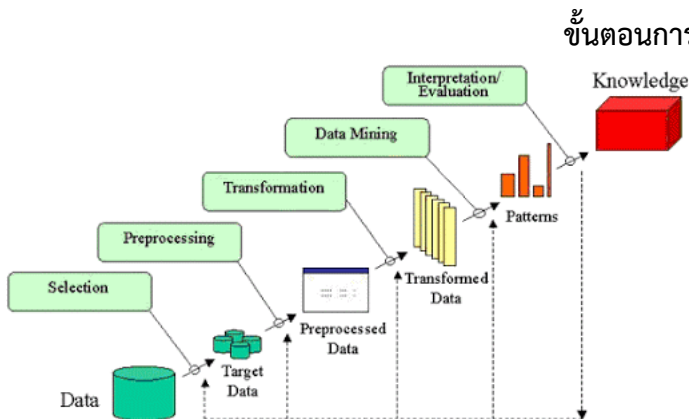 ขั้นตอนการ
Interpretation/
Evaluation
Knowledge
Data Mining
Transformation
Patterns
Preprocessing
Transformed
Data
Selection
Preprocessed
Data
Target
Data
Data